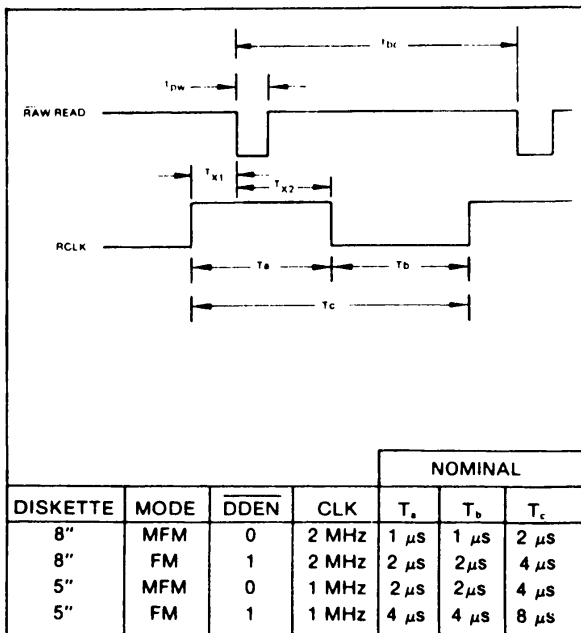 tbc
tpw
RAW READ
TX1
TX2
RCLK
Ta Tb
Tc
NOMINAL
DISKETTE MODE DDEN CLK Ta Tb Tc
8" MFM 0 2 MHz 1 μs 1 μs 2 μs
8" FM 1 2 MHz 2 μs 2μs 4 μs
5" MFM 0 1 MHz 2 μs 2μs 4 μs
5" FM 1 1 MHz 4 μs 4 μs 8 μs